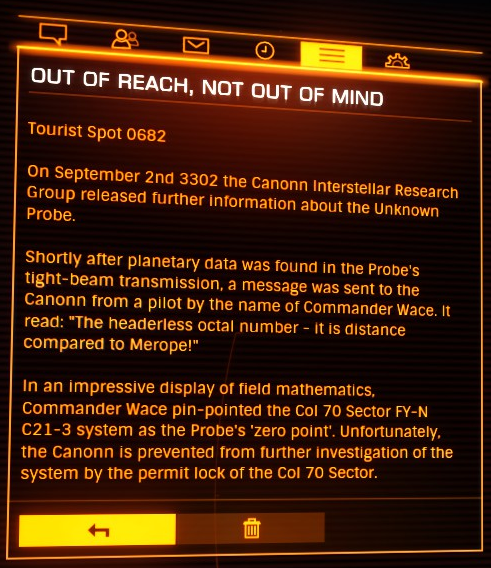 OUT OF REACH, NOT OUT OF MIND
Tourist Spot 0682
On September 2nd 3302 the Canonn Interstellar Research
Group released further information about the Unknown
Probe.
Shortly after planetary data was found in the Probe's
tight-beam transmission, a message was sent to the
Canonn from a pilot by the name of Commander Wace. It
read: "The headerless octal number - it is distance
compared to Merope!"
In an impressive display of field mathematics,
Commander Wace pin-pointed the Col 70 Sector FY-N
C21-3 system as the Probe's 'zero point'. Unfortunately,
the Canonn is prevented from further investigation of the
system by the permit lock of the Col 70 Sector.